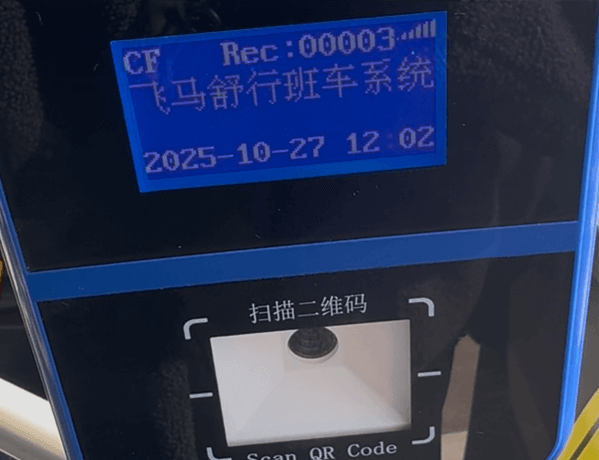 CF Rec:00003
飞马舒行班车系统
2025-10-27 12:02
扫描二维码
Scan QR Code